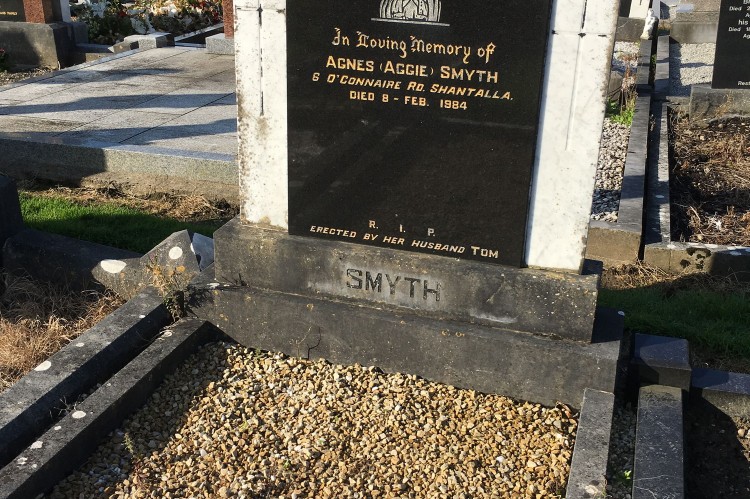 In Loving Memory of
AGNES (AGGIE) SMYTH
6 O'CONNAIRE RD. SHANTALLA.
DIED 8 - FEB. 1984
R. I. P.
ERECTED BY HER HUSBAND TOM
SMYTH